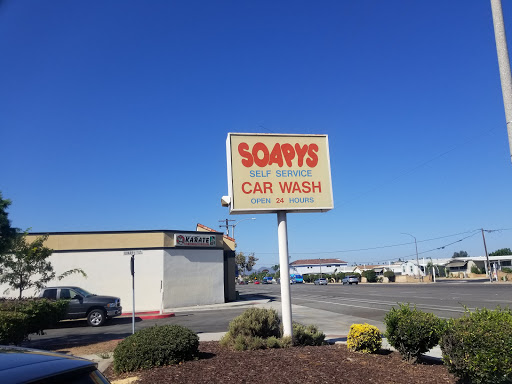 SOAPYS
SELF SERVICE
CAR WASH
OPEN 24 HOURS
KARATE